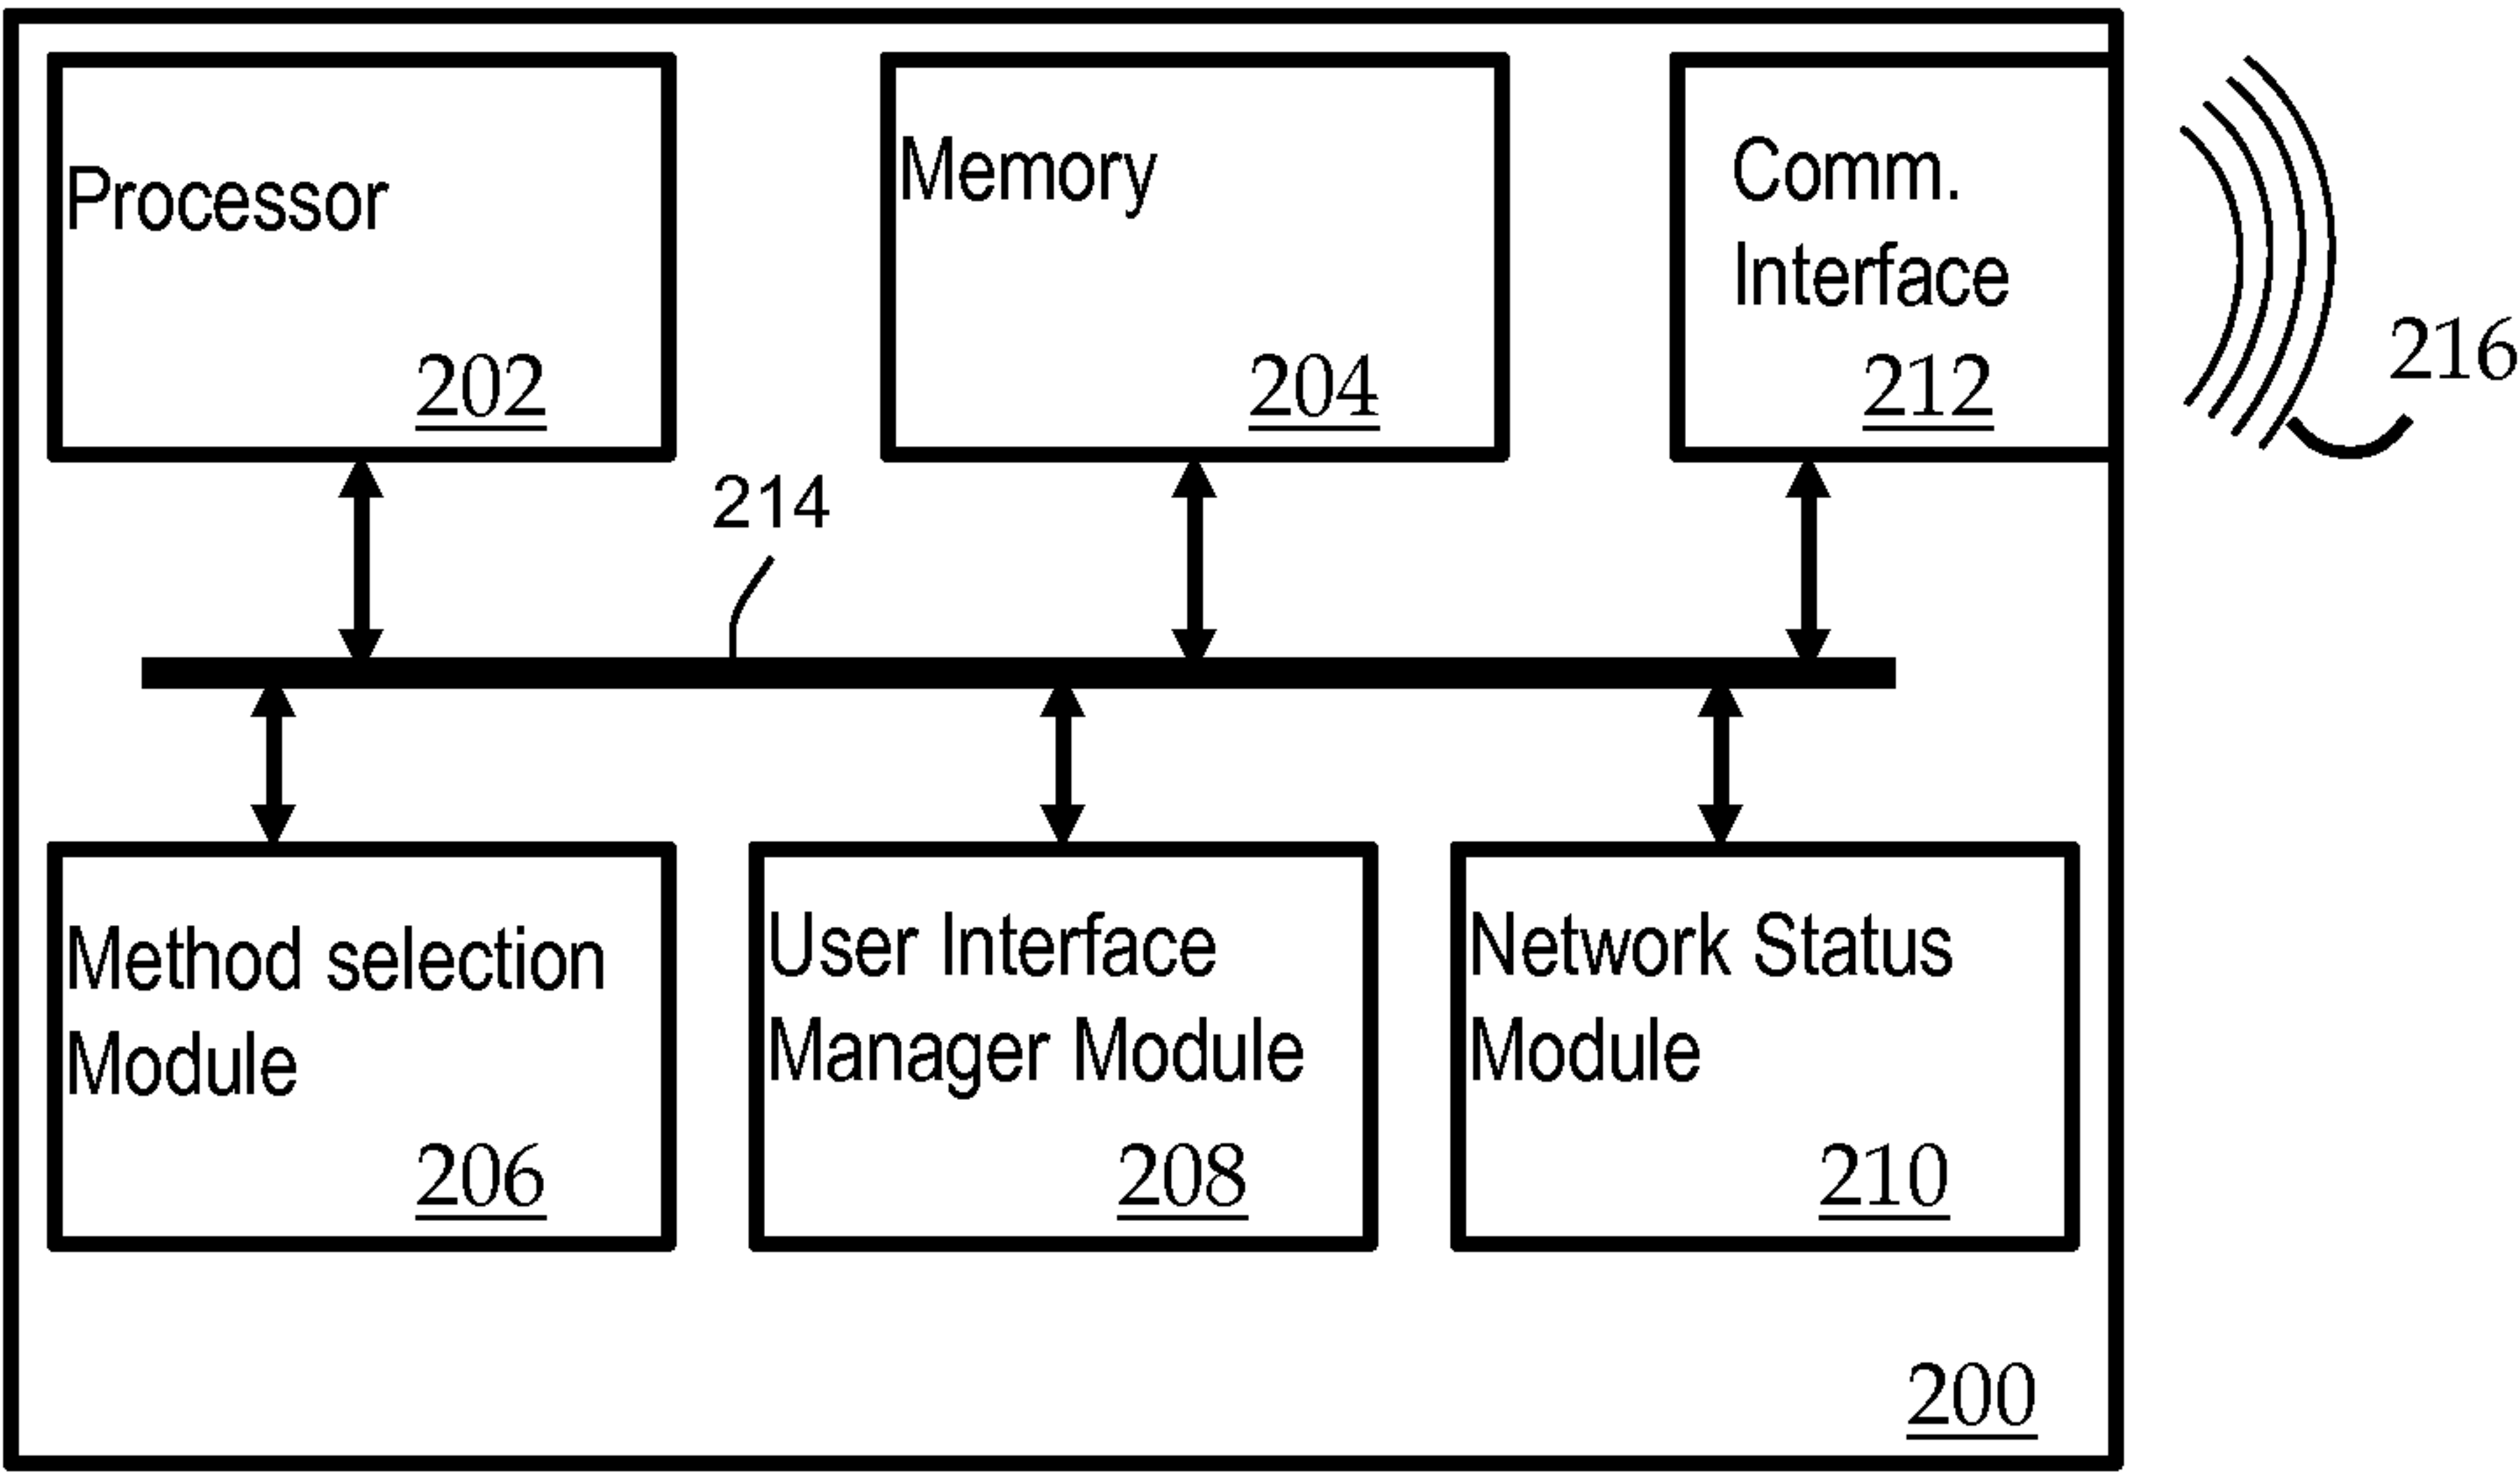 Processor
202
Memory
204
Comm.
Interface
212
216
214
Method selection
Module
206
User Interface
Manager Module
208
Network Status
Module
210
200